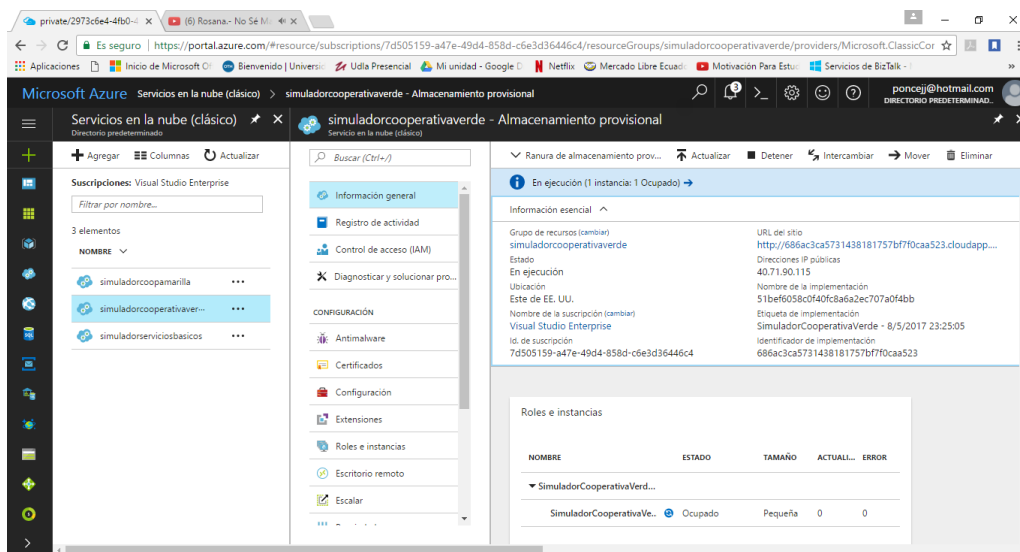 private/2973c6e4-4fb0-4
(6) Rosana.- No Sé Ma
Es seguro
https://portal.azure.com/#resource/subscriptions/7d505159-a47e-49d4-858d-c6e3d36446c4/resourceGroups/simuladorcooperativaverde/providers/Microsoft.ClassicCor
Aplicaciones
Inicio de Microsoft Of
Bienvenido | Universi
Udla Presencial
Mi unidad - Google D
Netflix
Mercado Libre Ecuad
Motivación Para Estuc
Servicios de BizTalk -
»
Microsoft Azure
Servicios en la nube (clásico) > simuladorcooperativaverde - Almacenamiento provisional
3
poncejj@hotmail.com
DIRECTORIO PREDETERMINAD...
Servicios en la nube (clásico)
Directorio predeterminado
Agregar
Columnas
Actualizar
Suscripciones: Visual Studio Enterprise
Filtrar por nombre...
3 elementos
NOMBRE
simuladorcoopamarilla
simuladorcooperativaver...
simuladorserviciosbasicos
simuladorcooperativaverde - Almacenamiento provisional
Servicio en la nube (clásico)
Buscar (Ctrl+/)
Información general
Registro de actividad
Control de acceso (IAM)
Diagnosticar y solucionar pro...
CONFIGURACIÓN
Antimalware
Certificados
Configuración
Extensiones
Roles e instancias
Escritorio remoto
Escalar
Ranura de almacenamiento prov...
Actualizar
Detener
Intercambiar
Mover
Eliminar
En ejecución (1 instancia: 1 Ocupado) →
Información esencial
Grupo de recursos (cambiar)
simuladorcooperativaverde
Estado
En ejecución
Ubicación
Este de EE. UU.
Nombre de la suscripción (cambiar)
Visual Studio Enterprise
Id. de suscripción
7d505159-a47e-49d4-858d-c6e3d36446c4
URL del sitio
http://686ac3ca5731438181757bf7f0caa523.cloudapp....
Direcciones IP públicas
40.71.90.115
Nombre de la implementación
51bef6058c0f40fc8a6a2ec707a0f4bb
Etiqueta de implementación
SimuladorCooperativaVerde - 8/5/2017 23:25:05
Identificador de implementación
686ac3ca5731438181757bf7f0caa523
Roles e instancias
NOMBRE ESTADO TAMAÑO ACTUALI... ERROR
SimuladorCooperativaVerd...
SimuladorCooperativaVe.. Ocupado Pequeña 0 0